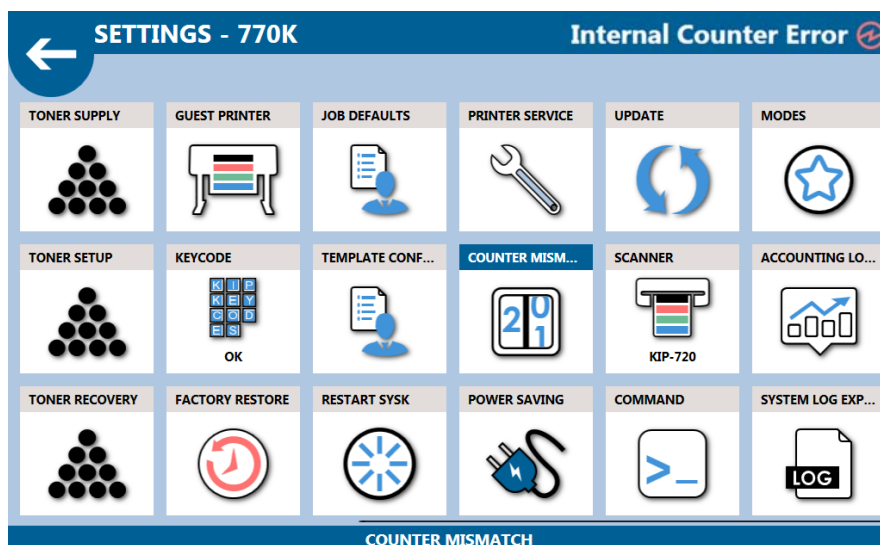 SETTINGS - 770K
Internal Counter Error
TONER SUPPLY
GUEST PRINTER
JOB DEFAULTS
PRINTER SERVICE
UPDATE
MODES
TONER SETUP
KEYCODE
TEMPLATE CONF...
COUNTER MISM...
SCANNER
ACCOUNTING LO...
K I P
K E Y
C O D
E S
2 0
1
OK
KIP-720
TONER RECOVERY
FACTORY RESTORE
RESTART SYSK
POWER SAVING
COMMAND
SYSTEM LOG EXP...
>_
LOG
COUNTER MISMATCH